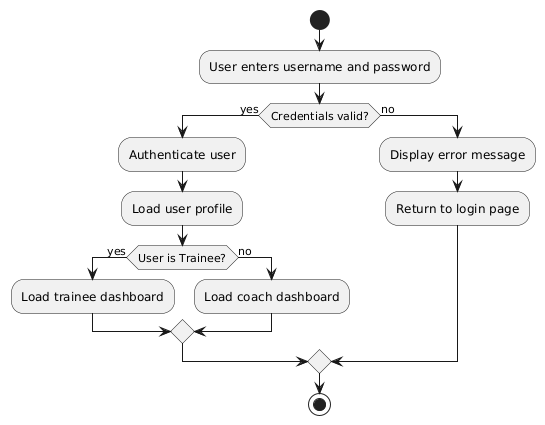 User enters username and password
yes
Credentials valid?
no
Authenticate user
Display error message
Load user profile
Return to login page
yes
User is Trainee?
no
Load trainee dashboard
Load coach dashboard